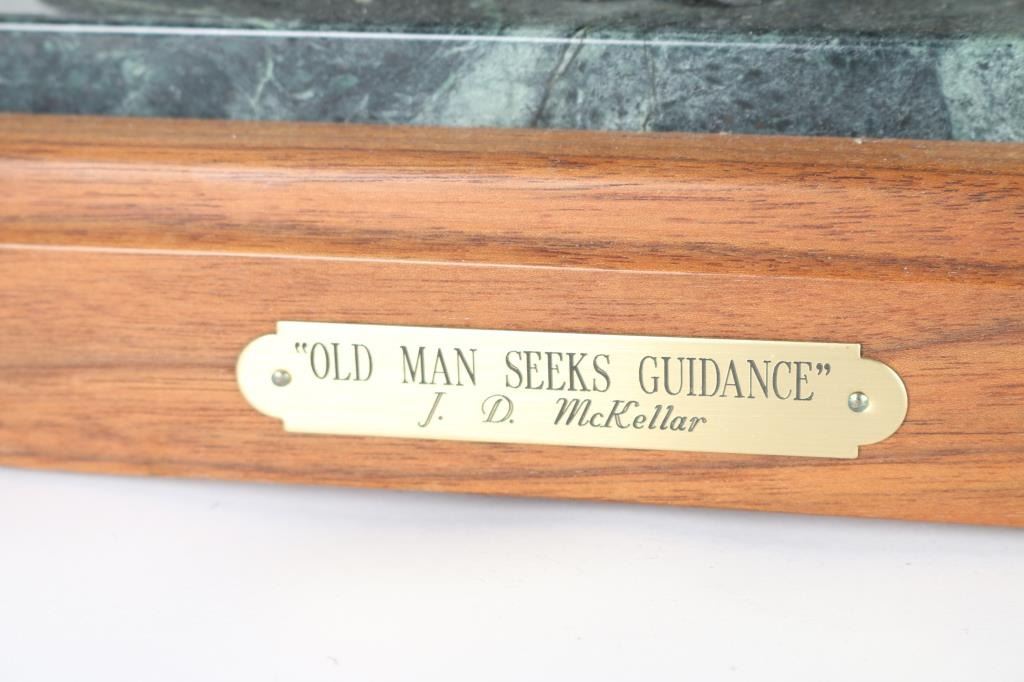 “OLD MAN SEEKS GUIDANCE”
J. D. McKellar